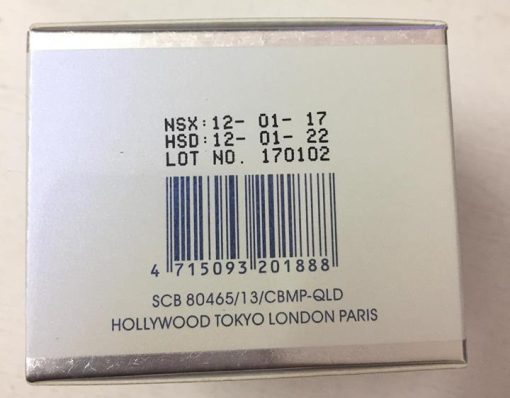 NSX: 12- 01- 17
HSD: 12- 01- 22
LOT NO. 170102
4 715093 201888
SCB 80465/13/CBMP-QLD
HOLLYWOOD TOKYO LONDON PARIS